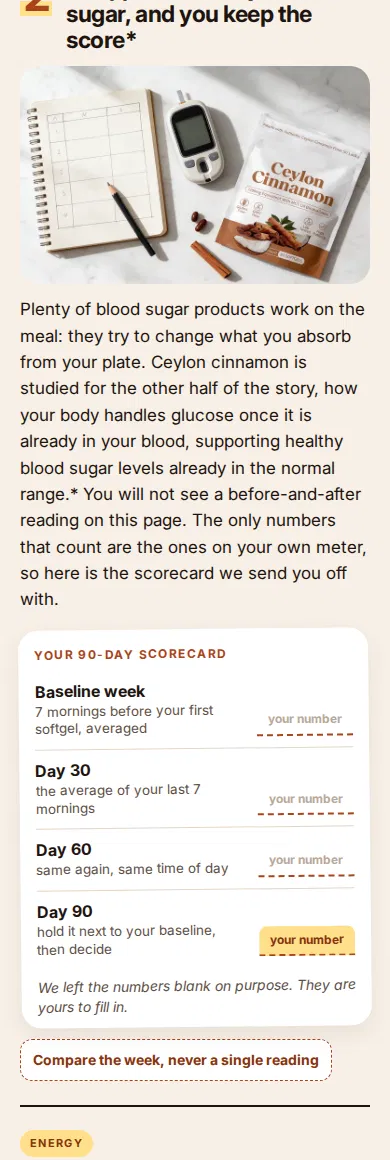 2
sugar, and you keep the
score*
Ceylon
Cinnamon
Plenty of blood sugar products work on the
meal: they try to change what you absorb
from your plate. Ceylon cinnamon is
studied for the other half of the story, how
your body handles glucose once it is
already in your blood, supporting healthy
blood sugar levels already in the normal
range.* You will not see a before-and-after
reading on this page. The only numbers
that count are the ones on your own meter,
so here is the scorecard we send you off
with.
YOUR 90-DAY SCORECARD
Baseline week
7 mornings before your first
softgel, averaged
your number
Day 30
the average of your last 7
mornings
your number
Day 60
same again, same time of day
your number
Day 90
hold it next to your baseline,
then decide
your number
We left the numbers blank on purpose. They are
yours to fill in.
Compare the week, never a single reading
ENERGY